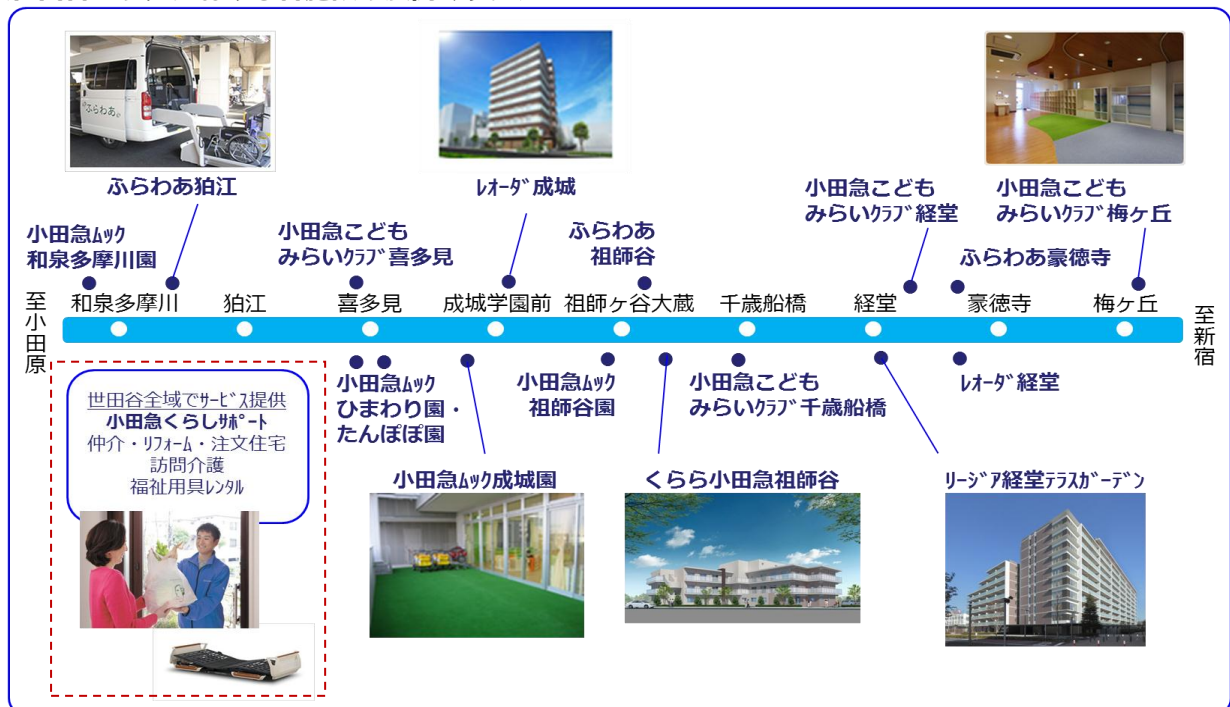 ふらわあ
ふらわあ狛江
ﾚｵｰﾀﾞ成城
小田急こども
みらいｸﾗﾌﾞ経堂
小田急こども
みらいｸﾗﾌﾞ梅ヶ丘
小田急ﾑｯｸ
和泉多摩川園
小田急こども
みらいｸﾗﾌﾞ喜多見
ふらわあ
祖師谷
ふらわあ豪徳寺
至小田原
和泉多摩川
狛江
喜多見
成城学園前
祖師ヶ谷大蔵
千歳船橋
経堂
豪徳寺
梅ヶ丘
至新宿
小田急ﾑｯｸ
ひまわり園・
たんぽぽ園
小田急ﾑｯｸ
祖師谷園
小田急こども
みらいｸﾗﾌﾞ千歳船橋
ﾚｵｰﾀﾞ経堂
世田谷全域でｻｰﾋﾞｽ提供
小田急くらしｻﾎﾟｰﾄ
仲介・ﾘﾌｫｰﾑ・注文住宅
訪問介護
福祉用具ﾚﾝﾀﾙ
小田急ﾑｯｸ成城園
くらら小田急祖師谷
ﾘｰｼﾞｱ経堂ﾃﾗｽｶﾞｰﾃﾞﾝ